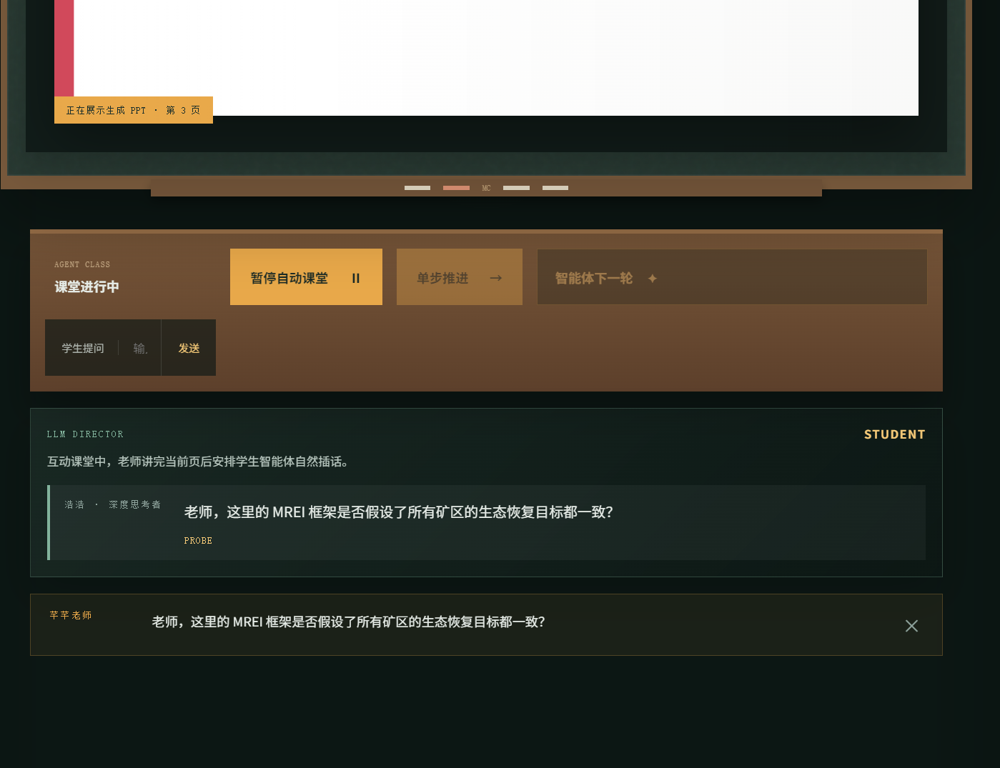 正在展示生成 PPT · 第 3 页
MC
AGENT CLASS
课堂进行中
暂停自动课堂
单步推进 →
智能体下一轮 ✦
学生提问
输
发送
LLM DIRECTOR
STUDENT
互动课堂中，老师讲完当前页后安排学生智能体自然插话。
浩浩 · 深度思考者
老师，这里的 MREI 框架是否假设了所有矿区的生态恢复目标都一致？
PROBE
芊芊老师
老师，这里的 MREI 框架是否假设了所有矿区的生态恢复目标都一致？